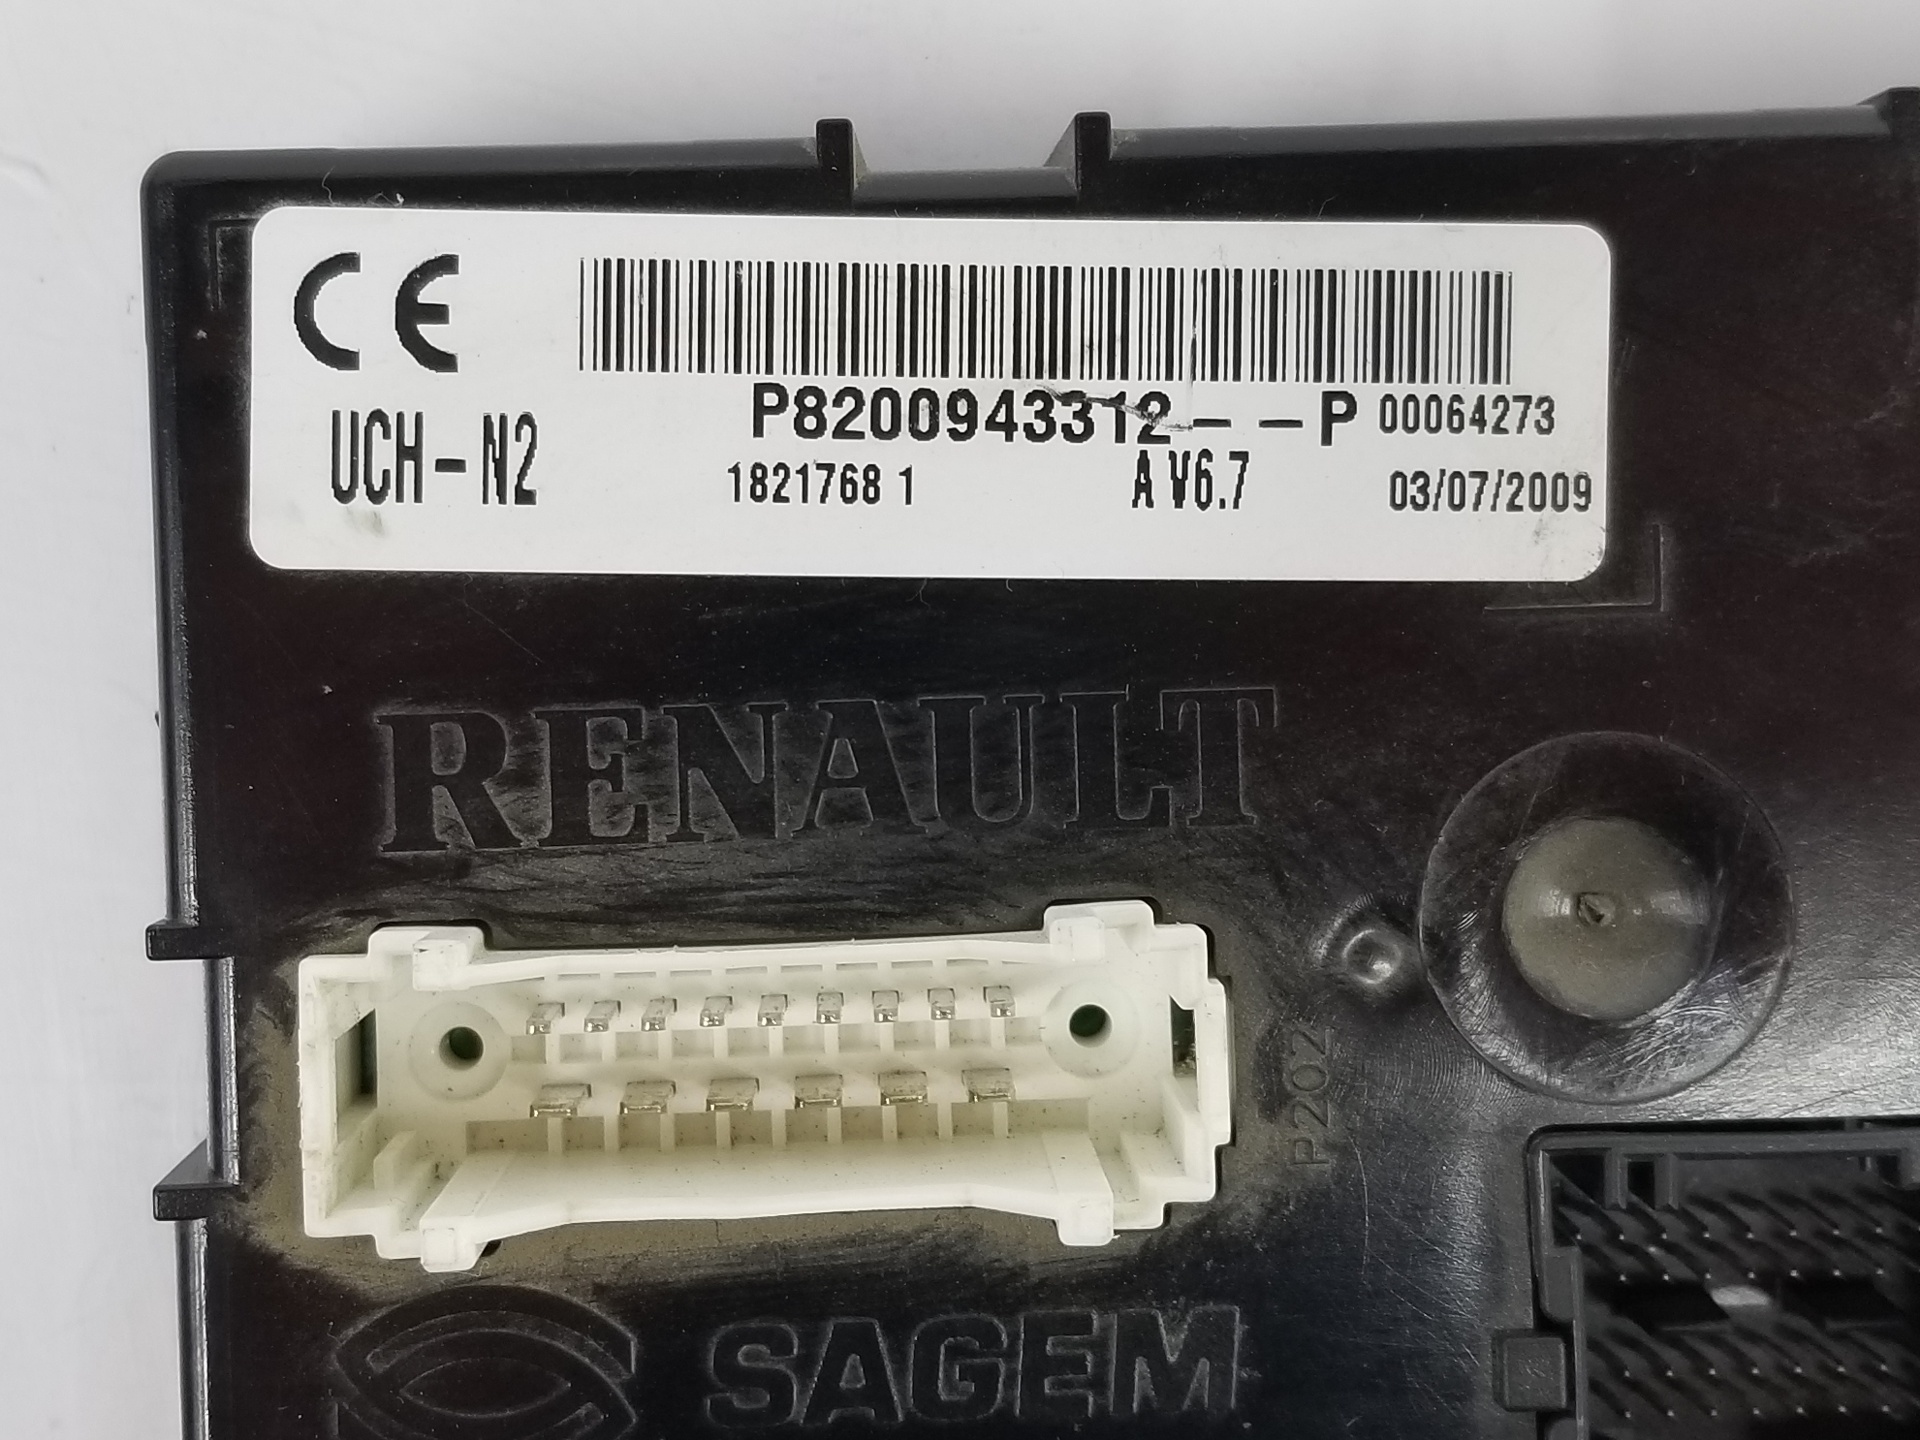 CE
P8200943312--P 00064273
UCH-N2
1821768 1 A V6.7 03/07/2009
RENAULT
P202
SAGEM